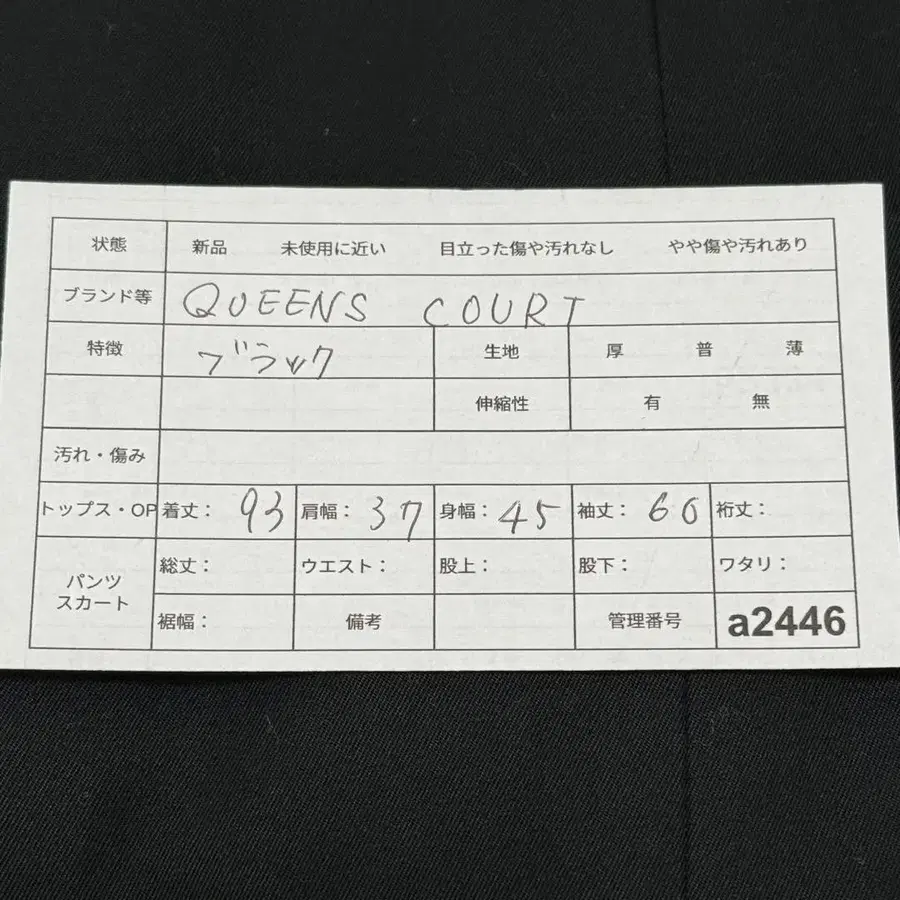 状態 新品 未使用に近い 目立った傷や汚れなし やや傷や汚れあり
ブランド等 QUEENS COURT
特徴 ブラック 生地 厚 普 薄
伸縮性 有 無
汚れ・傷み
トップス・OP 着丈： 93 肩幅： 37 身幅： 45 袖丈： 60 裄丈：
パンツ スカート
総丈： ウエスト： 股上： 股下： ワタリ：
裾幅： 備考 管理番号 a2446